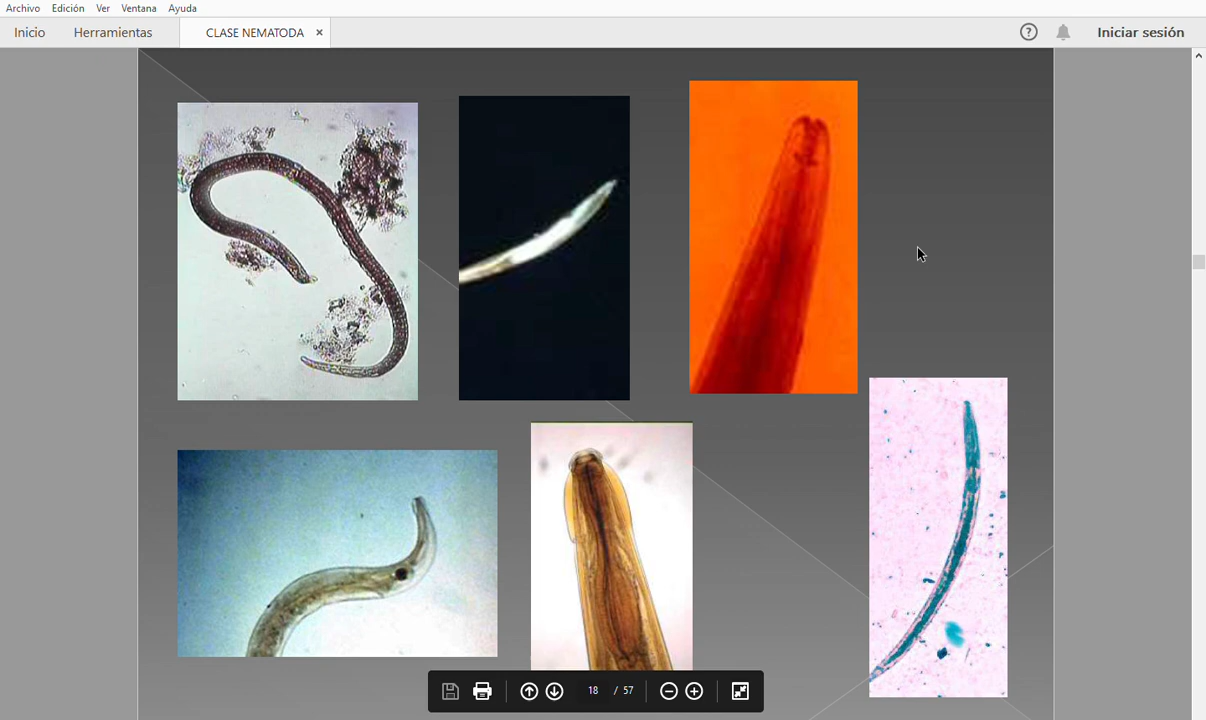 Archivo Edición Ver Ventana Ayuda
Inicio Herramientas CLASE NEMATODA × ? Iniciar sesión
18 / 57